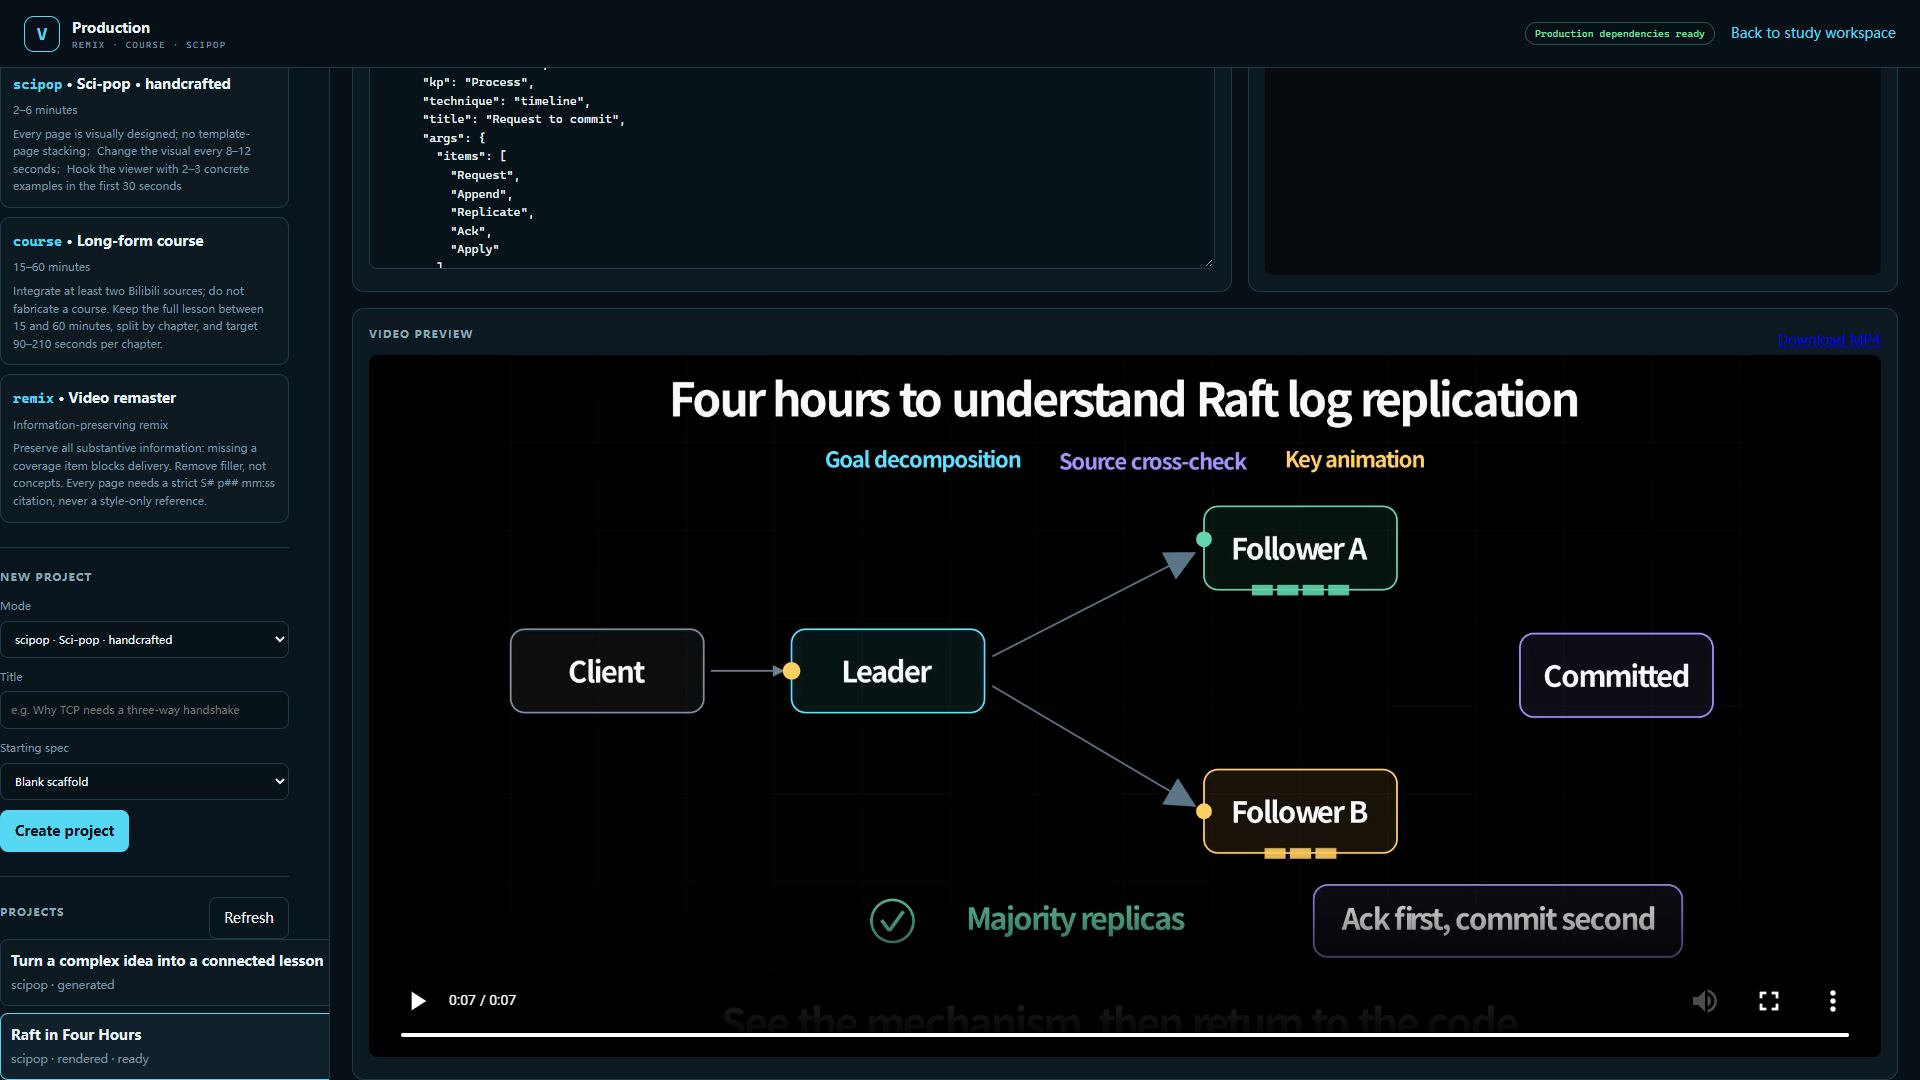 V
Production
REMIX · COURSE · SCIPOP
Production dependencies ready
Back to study workspace
scipop • Sci-pop • handcrafted
2–6 minutes
Every page is visually designed; no template-
page stacking; Change the visual every 8–12
seconds; Hook the viewer with 2–3 concrete
examples in the first 30 seconds
course • Long-form course
15–60 minutes
Integrate at least two Bilibili sources; do not
fabricate a course. Keep the full lesson between
15 and 60 minutes, split by chapter, and target
90–210 seconds per chapter.
remix • Video remaster
Information-preserving remix
Preserve all substantive information: missing a
coverage item blocks delivery. Remove filler, not
concepts. Every page needs a strict S# p## mm:ss
citation, never a style-only reference.
NEW PROJECT
Mode
scipop · Sci-pop · handcrafted
Title
e.g. Why TCP needs a three-way handshake
Starting spec
Blank scaffold
Create project
PROJECTS
Refresh
Turn a complex idea into a connected lesson
scipop · generated
Raft in Four Hours
scipop · rendered · ready
"kp": "Process",
"technique": "timeline",
"title": "Request to commit",
"args": {
"items": [
"Request",
"Append",
"Replicate",
"Ack",
"Apply"
]
VIDEO PREVIEW
Download MP4
Four hours to understand Raft log replication
Goal decomposition
Source cross-check
Key animation
Follower A
Client
Leader
Committed
Follower B
Majority replicas
Ack first, commit second
See the mechanism, then return to the code
0:07 / 0:07